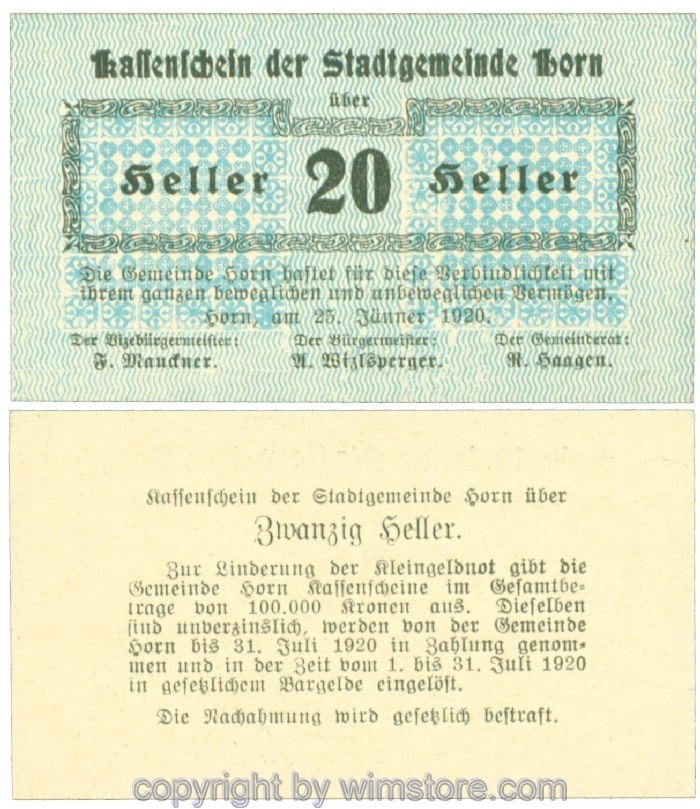 Kassenschein der Stadtgemeinde Horn
über
Heller 20 Heller
Die Gemeinde Horn haftet für diese Verbindlichkeit mit
ihrem ganzen beweglichen und unbeweglichen Vermögen.
Horn, am 25. Jänner 1920.
Der Vizebürgermeister: Der Bürgermeister: Der Gemeinderat:
F. Mauckner. A. Wizlsperger. R. Haagen.
Kassenschein der Stadtgemeinde Horn über
Zwanzig Heller.
Zur Linderung der Kleingeldnot gibt die
Gemeinde Horn Kassenscheine im Gesamtbe-
trage von 100.000 Kronen aus. Dieselben
sind unverzinslich, werden von der Gemeinde
Horn bis 31. Juli 1920 in Zahlung genom-
men und in der Zeit vom 1. bis 31. Juli 1920
in gesetzlichem Bargelde eingelöst.
Die Nachahmung wird gesetzlich bestraft.
copyright by wimstore.com